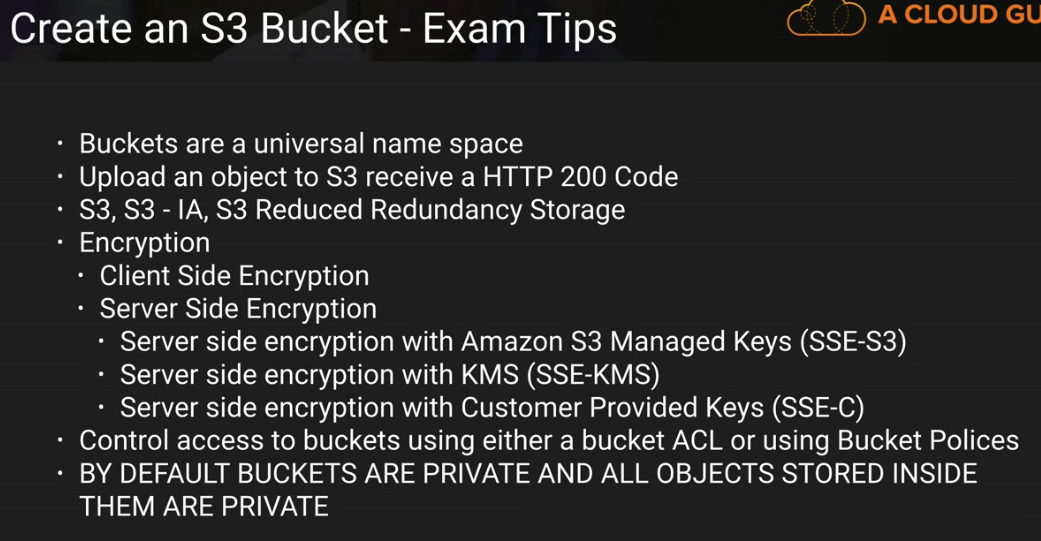 Create an S3 Bucket - Exam Tips
A CLOUD GU
· Buckets are a universal name space
· Upload an object to S3 receive a HTTP 200 Code
· S3, S3 - IA, S3 Reduced Redundancy Storage
· Encryption
· Client Side Encryption
· Server Side Encryption
· Server side encryption with Amazon S3 Managed Keys (SSE-S3)
· Server side encryption with KMS (SSE-KMS)
· Server side encryption with Customer Provided Keys (SSE-C)
· Control access to buckets using either a bucket ACL or using Bucket Polices
· BY DEFAULT BUCKETS ARE PRIVATE AND ALL OBJECTS STORED INSIDE
THEM ARE PRIVATE